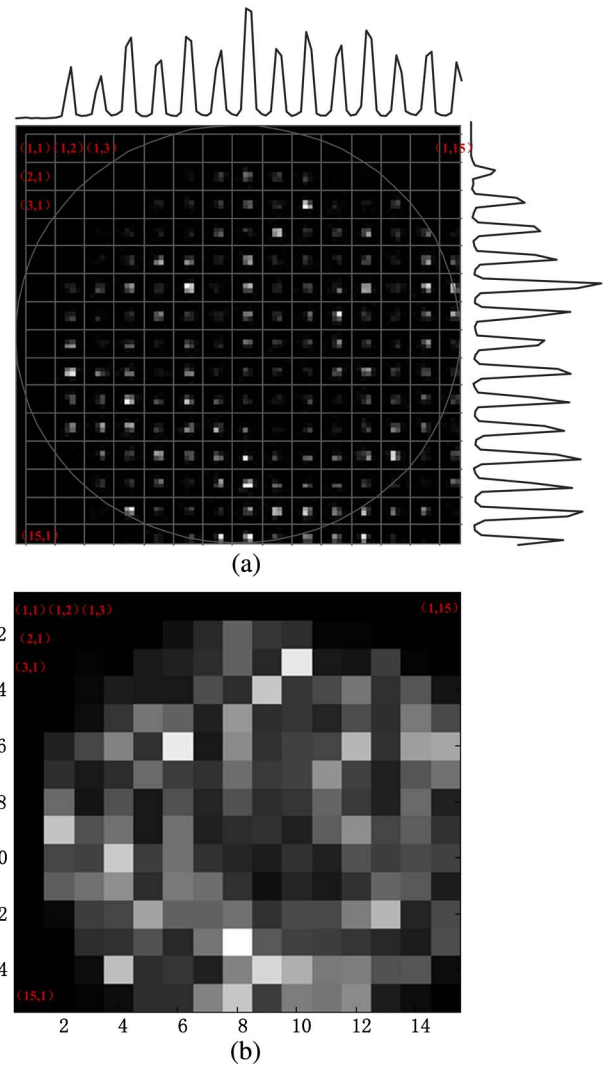 (1,1) (1,2) (1,3) (1,15)
(2,1)
(3,1)
(15,1)
(a)
(1,1) (1,2) (1,3) (1,15)
2
(2,1)
(3,1)
4
6
8
0
2
4
(15,1)
2 4 6 8 10 12 14
(b)